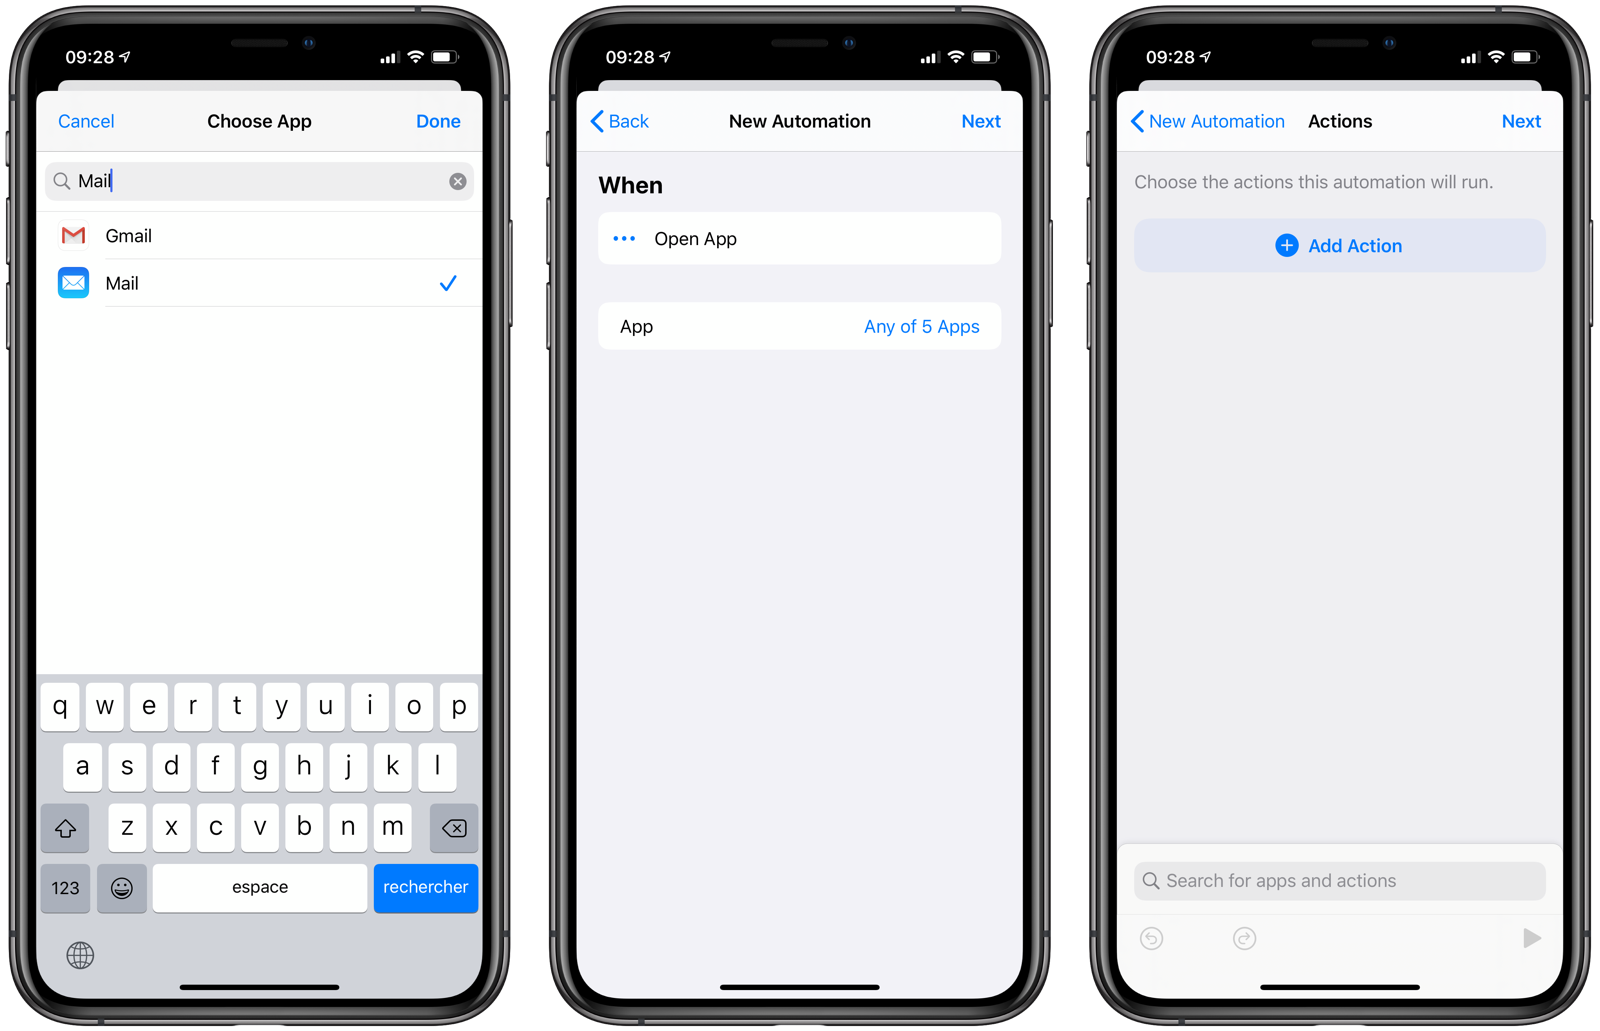 09:28
Cancel
Choose App
Done
Mail
Gmail
Mail
q w e r t y u i o p
a s d f g h j k l
z x c v b n m
123
espace
rechercher
09:28
Back
New Automation
Next
When
Open App
App
Any of 5 Apps
09:28
New Automation
Actions
Next
Choose the actions this automation will run.
Add Action
Search for apps and actions